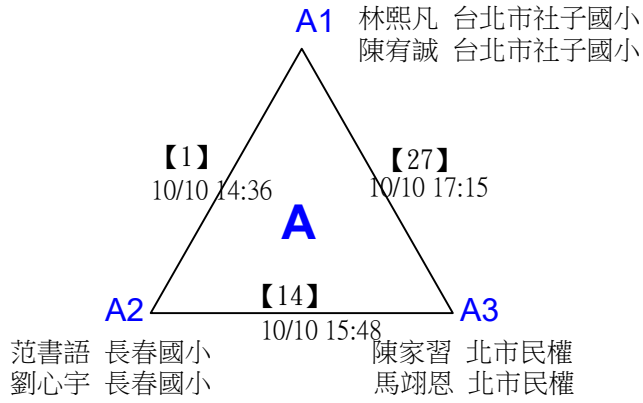 A1
林熙凡 台北市社子國小
陳宥誠 台北市社子國小
【1】
10/10 14:36
【27】
10/10 17:15
A
A2
【14】
10/10 15:48
A3
范書語 長春國小
劉心宇 長春國小
陳家習 北市民權
馬翊恩 北市民權